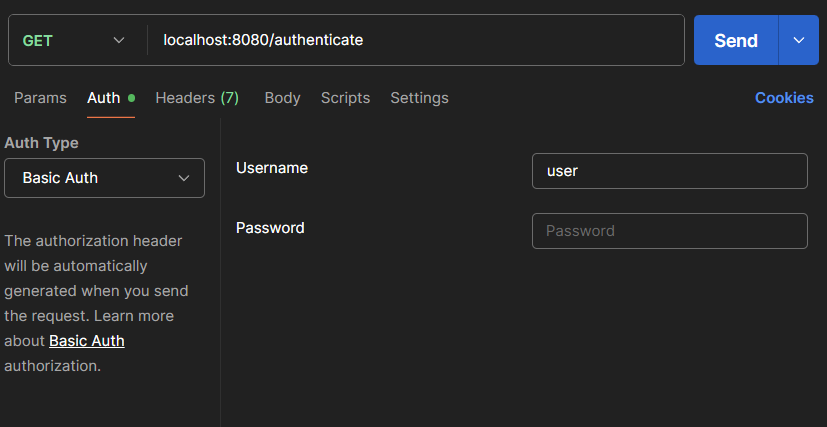 GET localhost:8080/authenticate Send
Params Auth Headers (7) Body Scripts Settings Cookies
Auth Type
Basic Auth
The authorization header
will be automatically
generated when you send
the request. Learn more
about Basic Auth
authorization.
Username user
Password Password